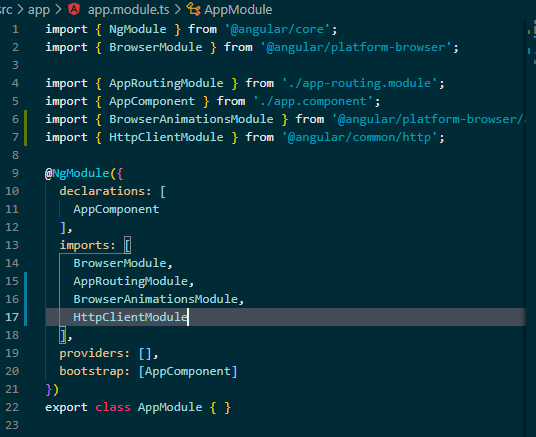 src > app > app.module.ts > AppModule
1 import { NgModule } from '@angular/core';
2 import { BrowserModule } from '@angular/platform-browser';
3
4 import { AppRoutingModule } from './app-routing.module';
5 import { AppComponent } from './app.component';
6 import { BrowserAnimationsModule } from '@angular/platform-browser/
7 import { HttpClientModule } from '@angular/common/http';
8
9 @NgModule({
10 declarations: [
11 AppComponent
12 ],
13 imports: [
14 BrowserModule,
15 AppRoutingModule,
16 BrowserAnimationsModule,
17 HttpClientModule
18 ],
19 providers: [],
20 bootstrap: [AppComponent]
21 })
22 export class AppModule { }
23